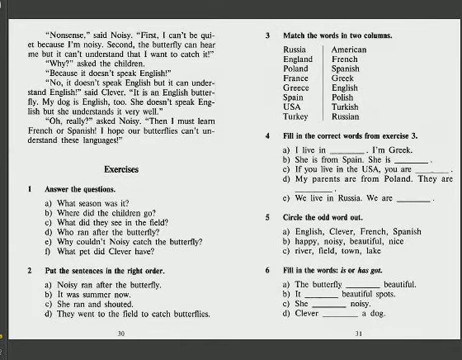 "Nonsense," said Noisy. "First, I can't be qui-
et because I'm noisy. Second, the butterfly can hear
me but it can't understand that I want to catch it!"
"Why?" asked the children.
"Because it doesn't speak English!"
"No, it doesn't speak English but it can under-
stand English!" said Clever. "It is an English butter-
fly. My dog is English, too. She doesn't speak Eng-
lish but she understands it very well."
"Oh, really?" asked Noisy. "Then I must learn
French or Spanish! I hope our butterflies can't un-
derstand these languages!"
Exercises
1 Answer the questions.
a) What season was it?
b) Where did the children go?
c) What did they see in the field?
d) Who ran after the butterfly?
e) Why couldn't Noisy catch the butterfly?
f) What pet did Clever have?
2 Put the sentences in the right order.
a) Noisy ran after the butterfly.
b) It was summer now.
c) She ran and shouted.
d) They went to the field to catch butterflies.
30
3 Match the words in two columns.
Russia American
England French
Poland Spanish
France Greek
Greece English
Spain Polish
USA Turkish
Turkey Russian
4 Fill in the correct words from exercise 3.
a) I live in ________. I'm Greek.
b) She is from Spain. She is ________.
c) If you live in the USA, you are ________.
d) My parents are from Poland. They are
________.
e) We live in Russia. We are ________.
5 Circle the odd word out.
a) English, Clever, French, Spanish
b) happy, noisy, beautiful, nice
c) river, field, town, lake
6 Fill in the words: is or has got.
a) The butterfly ________ beautiful.
b) It ________ beautiful spots.
c) She ________ noisy.
d) Clever ________ a dog.
31